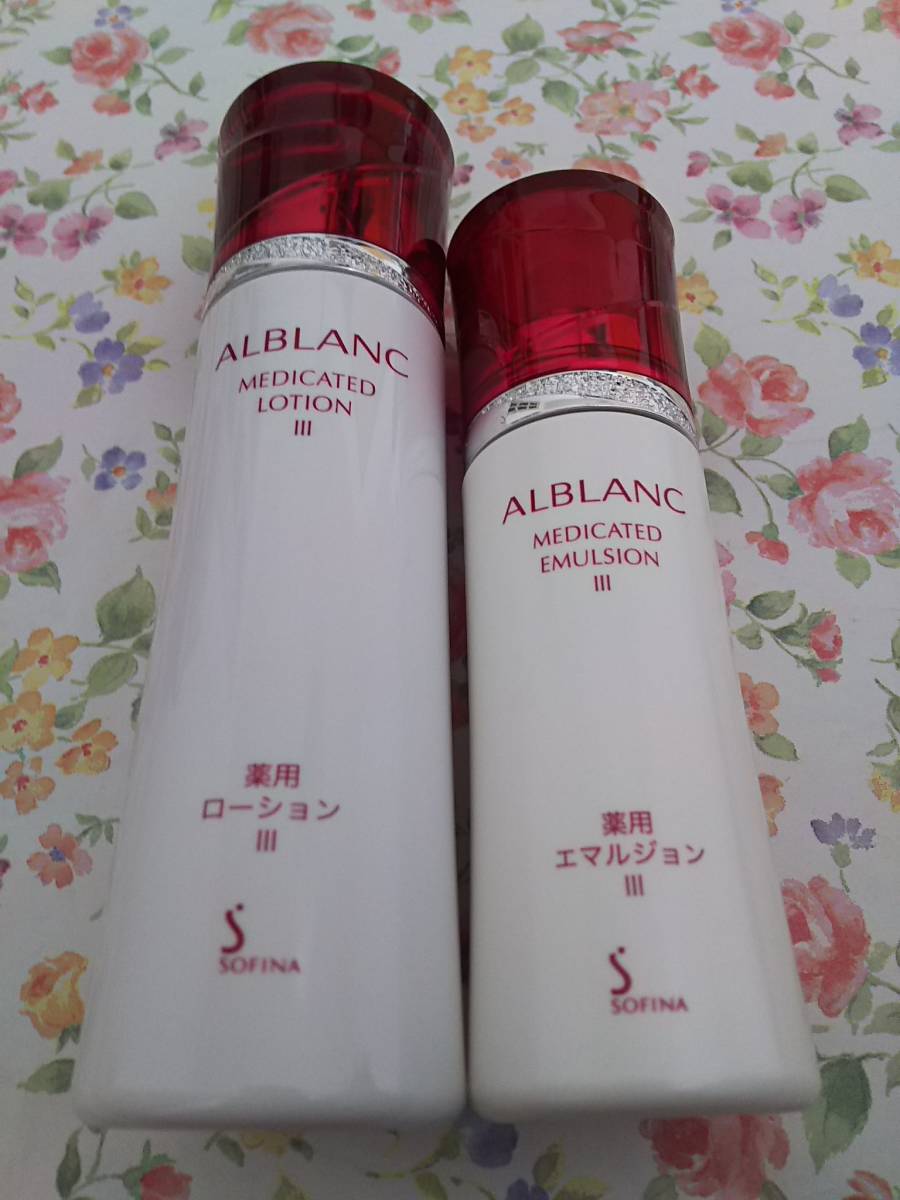 ALBLANC
MEDICATED
LOTION
III
薬用
ローション
III
SOFINA
ALBLANC
MEDICATED
EMULSION
III
薬用
エマルジョン
III
SOFINA